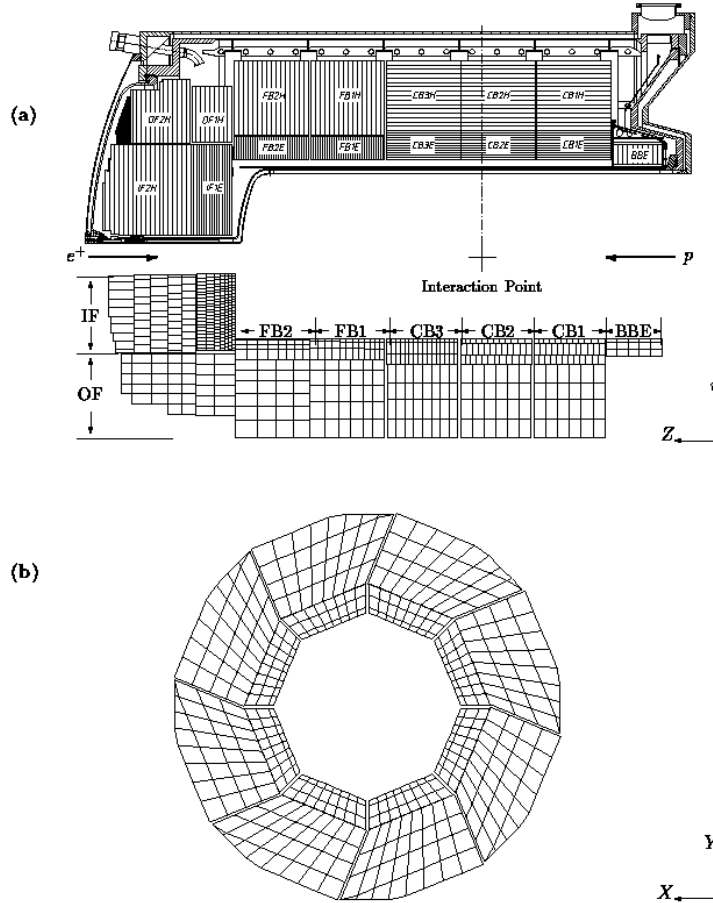 (a)
OF2H
OF1H
FB2H
FB1H
CB3H
CB2H
CB1H
FB2E
FB1E
CB3E
CB2E
CB1E
BBE
IF2H
IF1E
e+
p
Interaction Point
IF
FB2
FB1
CB3
CB2
CB1
BBE
OF
Z
(b)
Y
X